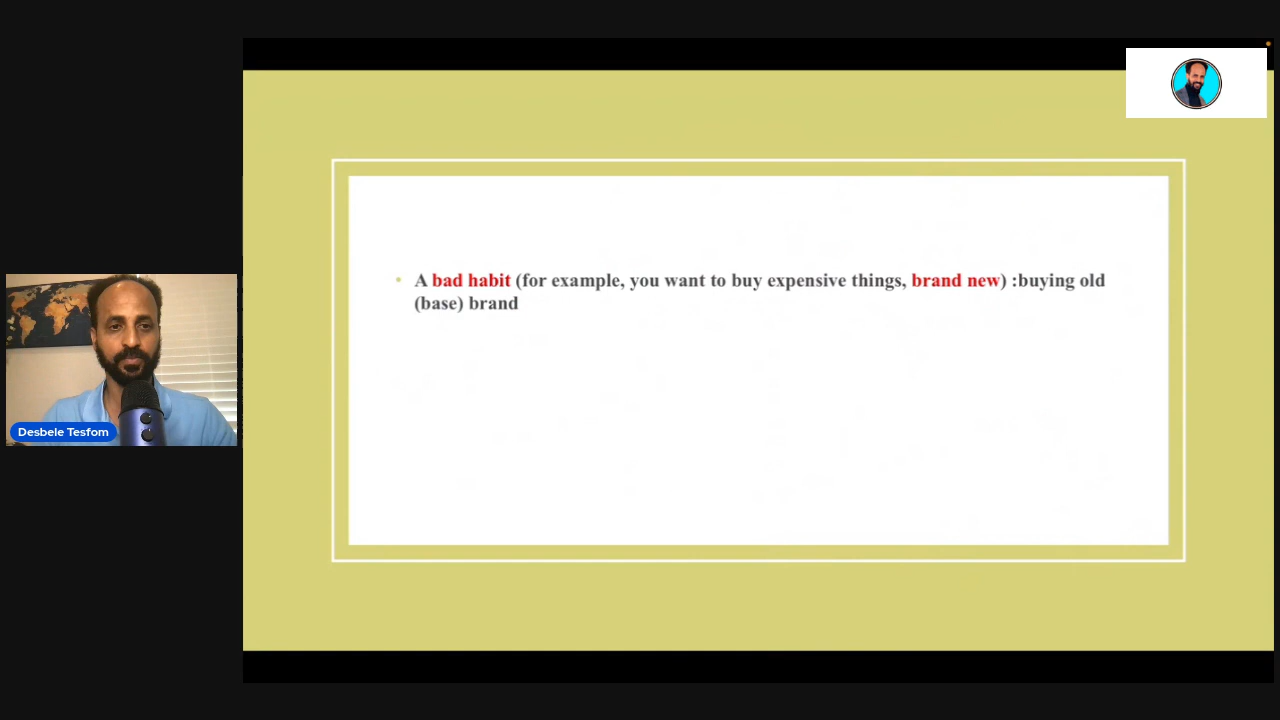 A bad habit (for example, you want to buy expensive things, brand new) :buying old
(base) brand
Desbele Tesfom